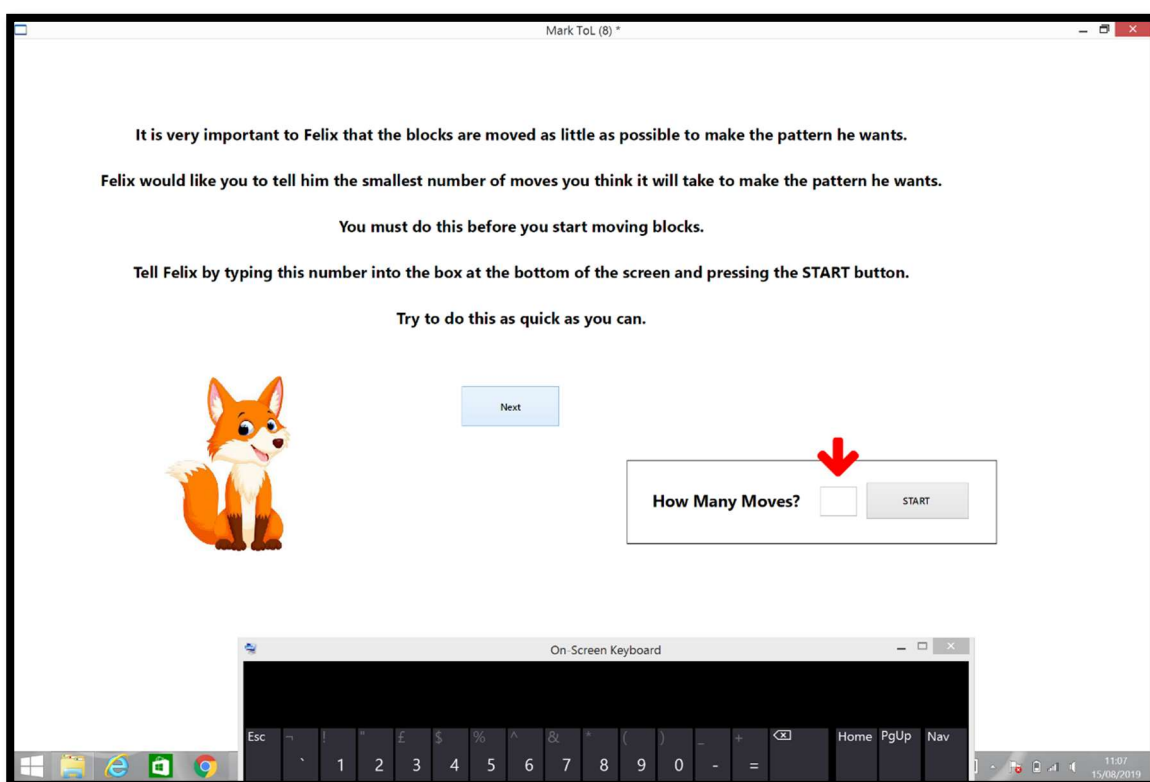 Mark ToL (8) *
It is very important to Felix that the blocks are moved as little as possible to make the pattern he wants.
Felix would like you to tell him the smallest number of moves you think it will take to make the pattern he wants.
You must do this before you start moving blocks.
Tell Felix by typing this number into the box at the bottom of the screen and pressing the START button.
Try to do this as quick as you can.
Next
How Many Moves? START
On-Screen Keyboard
Esc ¬ ! " £ $ % ^ & * ( ) _ + Home PgUp Nav
` 1 2 3 4 5 6 7 8 9 0 - =
11:07
15/08/2019